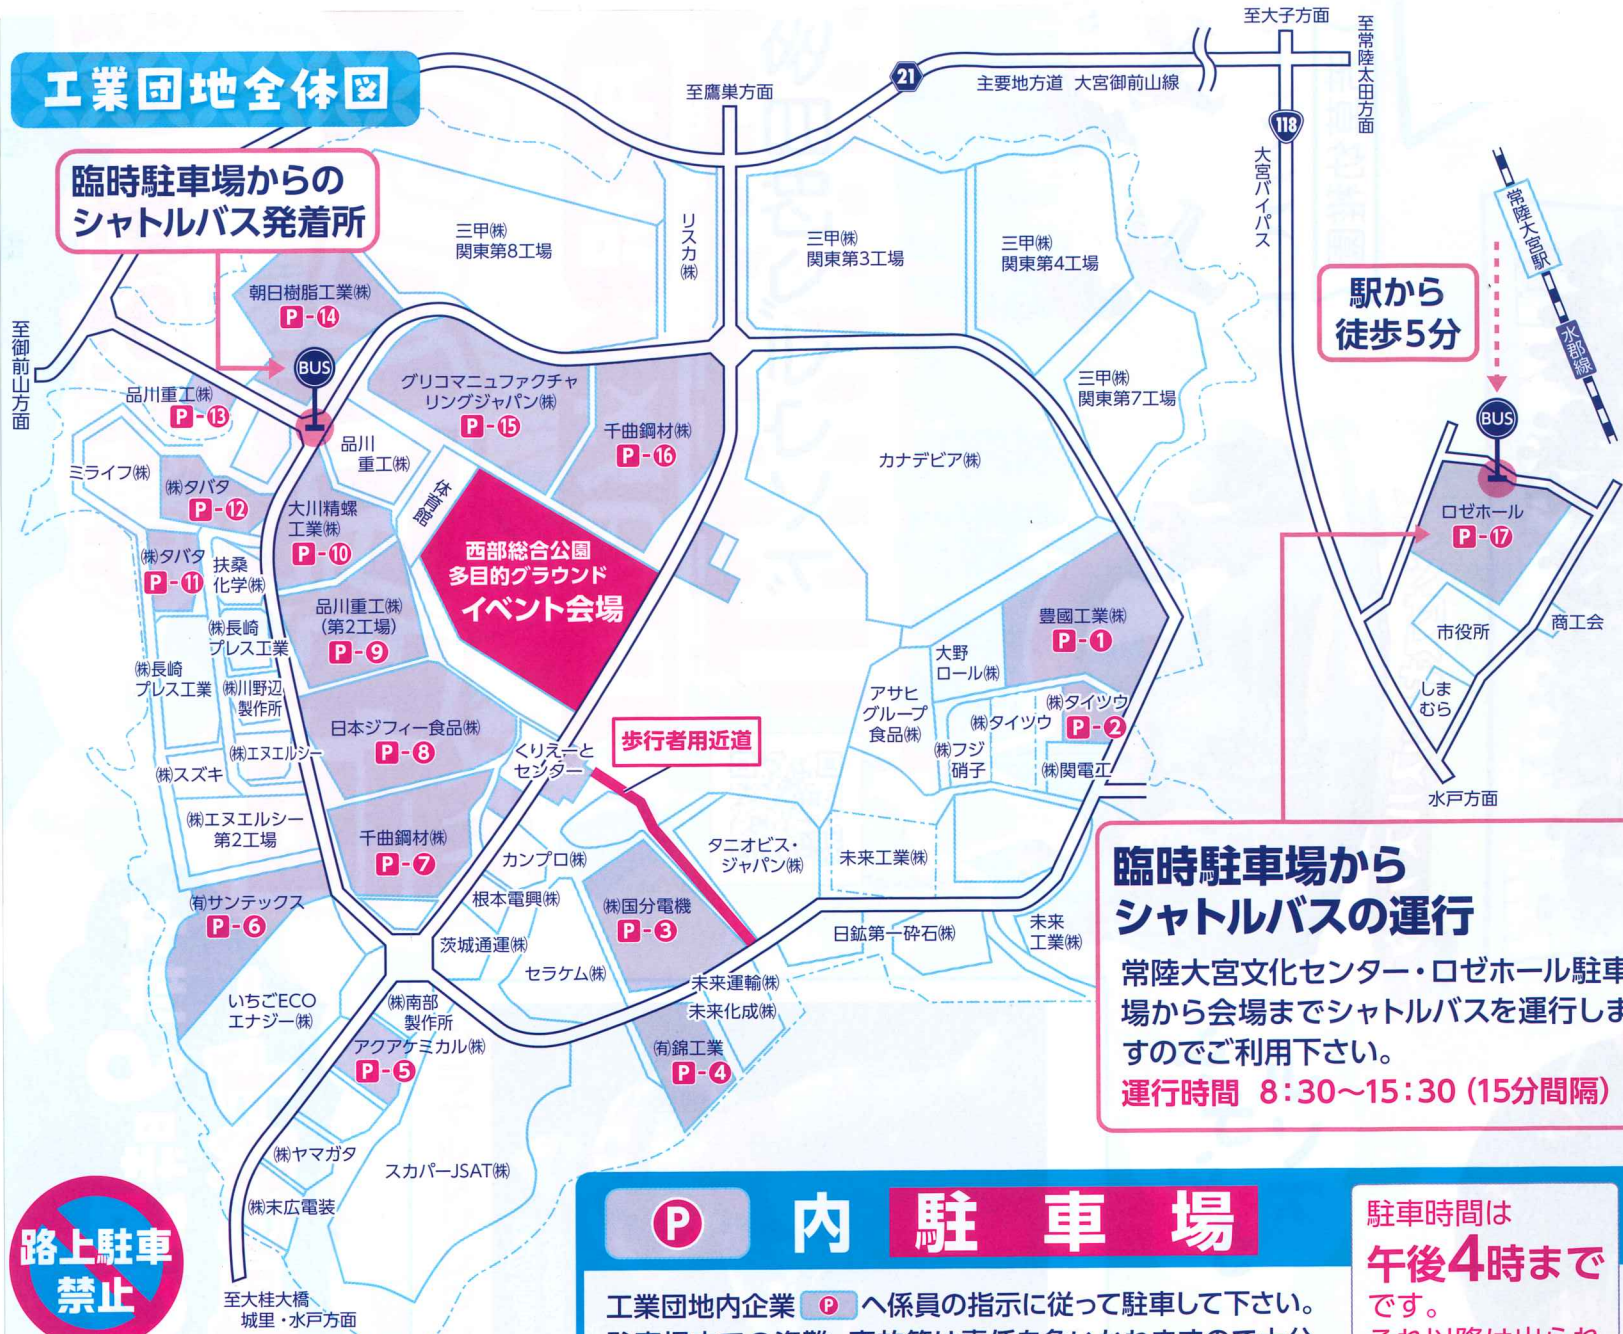 工業団地全体図
臨時駐車場からの
シャトルバス発着所
至大子方面
至常陸太田方面
至鷹巣方面
21
主要地方道 大宮御前山線
118
大宮バイパス
常陸大宮駅
水郡線
駅から
徒歩5分
BUS
ロゼホール
P-17
市役所
商工会
しま
むら
水戸方面
至御前山方面
三甲㈱
関東第8工場
リスカ㈱
三甲㈱
関東第3工場
三甲㈱
関東第4工場
三甲㈱
関東第7工場
朝日樹脂工業㈱
P-14
BUS
品川重工㈱
P-13
品川
重工㈱
グリコマニュファクチャ
リングジャパン㈱
P-15
千曲鋼材㈱
P-16
カナデビア㈱
ミライフ㈱
㈱タバタ
P-12
大川精螺
工業㈱
P-10
体育館
西部総合公園
多目的グラウンド
イベント会場
㈱タバタ
P-11
扶桑
化学㈱
品川重工㈱
(第2工場)
P-9
㈱長崎
プレス工業
㈱長崎
プレス工業
㈱川野辺
製作所
豊國工業㈱
P-1
大野
ロール㈱
アサヒ
グループ
食品㈱
㈱タイツウ
㈱タイツウ
P-2
㈱フジ
硝子
㈱関電工
日本ジフィー食品㈱
P-8
くりえーと
センター
歩行者用近道
㈱エヌエルシー
㈱スズキ
㈱エヌエルシー
第2工場
千曲鋼材㈱
P-7
カンプロ㈱
タニオビス・
ジャパン㈱
未来工業㈱
㈲サンテックス
P-6
根本電興㈱
㈱国分電機
P-3
茨城通運㈱
セラケム㈱
日鉱第一砕石㈱
未来
工業㈱
未来運輸㈱
未来化成㈱
いちごECO
エナジー㈱
㈱南部
製作所
アクアケミカル㈱
P-5
㈲錦工業
P-4
㈱ヤマガタ
スカパーJSAT㈱
㈱末広電装
至大桂大橋
城里・水戸方面
路上駐車
禁止
臨時駐車場から
シャトルバスの運行
常陸大宮文化センター・ロゼホール駐車
場から会場までシャトルバスを運行しま
すのでご利用下さい。
運行時間 8:30〜15:30 (15分間隔)
P 内 駐車場
工業団地内企業 P へ係員の指示に従って駐車して下さい。
駐車時間は
午後4時まで
です。